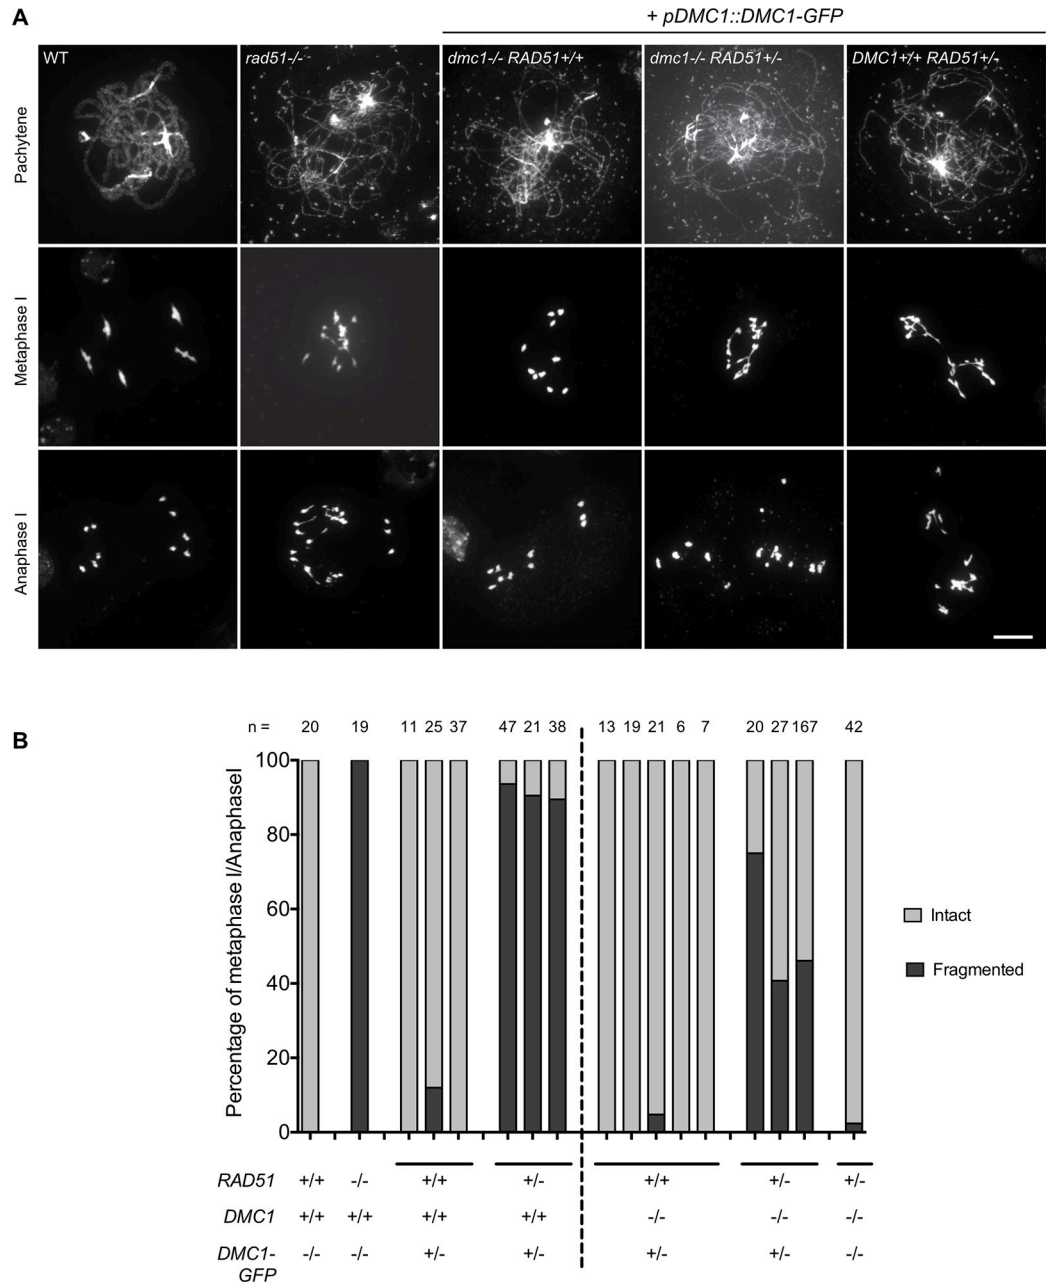 A
+ pDMC1::DMC1-GFP
WT
rad51-/-
dmc1-/- RAD51+/+
dmc1-/- RAD51+/-
DMC1+/+ RAD51+/-
Pachytene
Metaphase I
Anaphase I
B
n = 20 19 11 25 37 47 21 38 13 19 21 6 7 20 27 167 42
Percentage of metaphase I/AnaphaseI
100
80
60
40
20
0
Intact
Fragmented
RAD51 +/+ -/- +/+ +/- +/+ +/- +/-
DMC1 +/+ +/+ +/+ +/+ -/- -/- -/-
DMC1- -/- -/- +/- +/- +/- +/- -/-
GFP